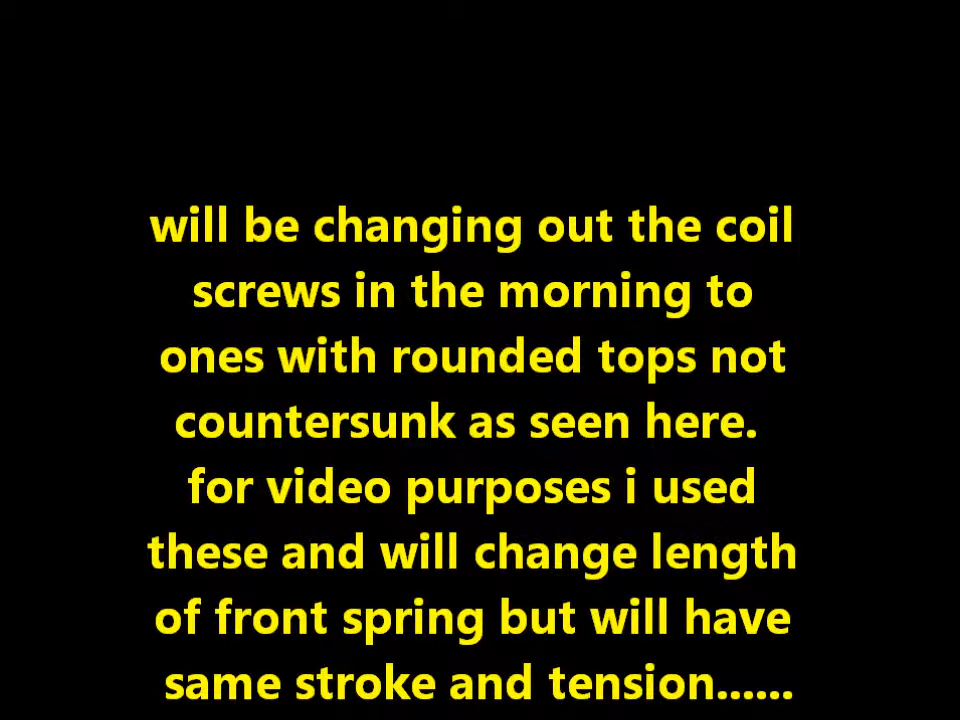 will be changing out the coil
screws in the morning to
ones with rounded tops not
countersunk as seen here.
for video purposes i used
these and will change length
of front spring but will have
same stroke and tension......